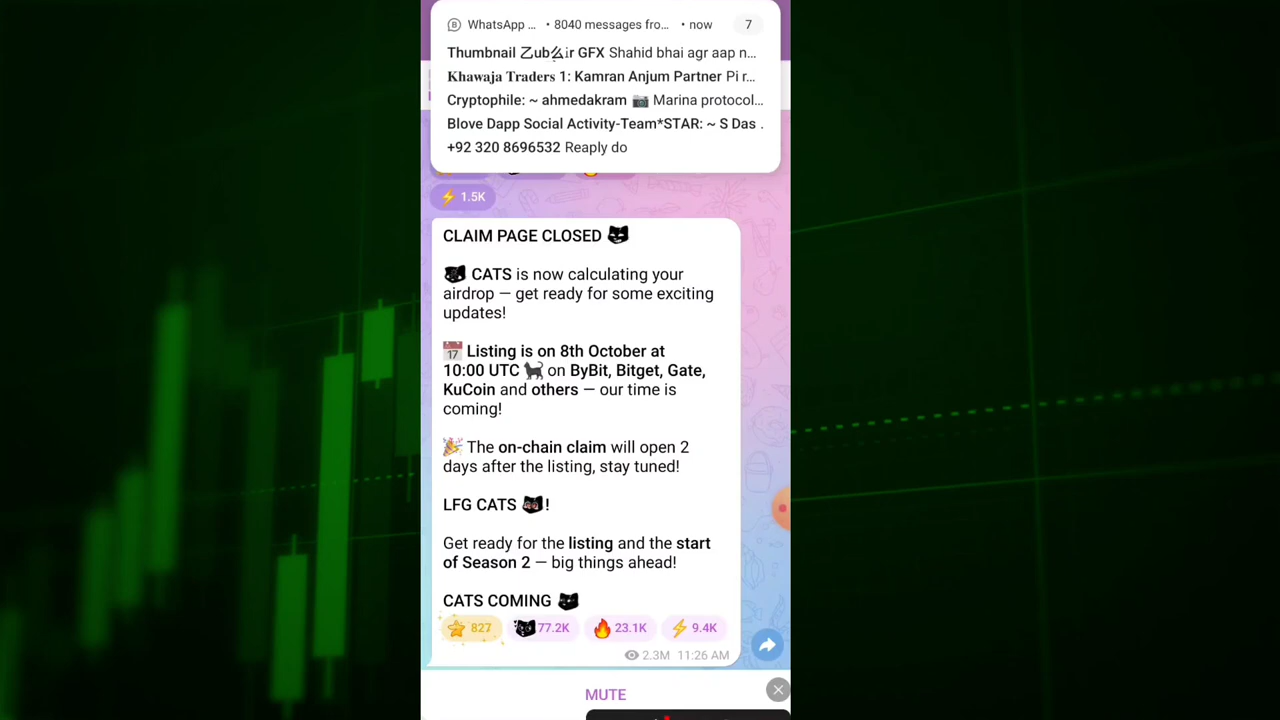 WhatsApp ... • 8040 messages fro... • now 7
Thumbnail 乙ub么ir GFX Shahid bhai agr aap n...
Khawaja Traders 1: Kamran Anjum Partner Pi r...
Cryptophile: ~ ahmedakram 📷 Marina protocol...
Blove Dapp Social Activity-Team*STAR: ~ S Das .
+92 320 8696532 Reaply do
⚡ 1.5K
CLAIM PAGE CLOSED
CATS is now calculating your
airdrop — get ready for some exciting
updates!
📅 Listing is on 8th October at
10:00 UTC 🐈‍⬛ on ByBit, Bitget, Gate,
KuCoin and others — our time is
coming!
🎉 The on-chain claim will open 2
days after the listing, stay tuned!
LFG CATS !
Get ready for the listing and the start
of Season 2 — big things ahead!
CATS COMING
⭐ 827 77.2K 🔥 23.1K ⚡ 9.4K
2.3M 11:26 AM
MUTE